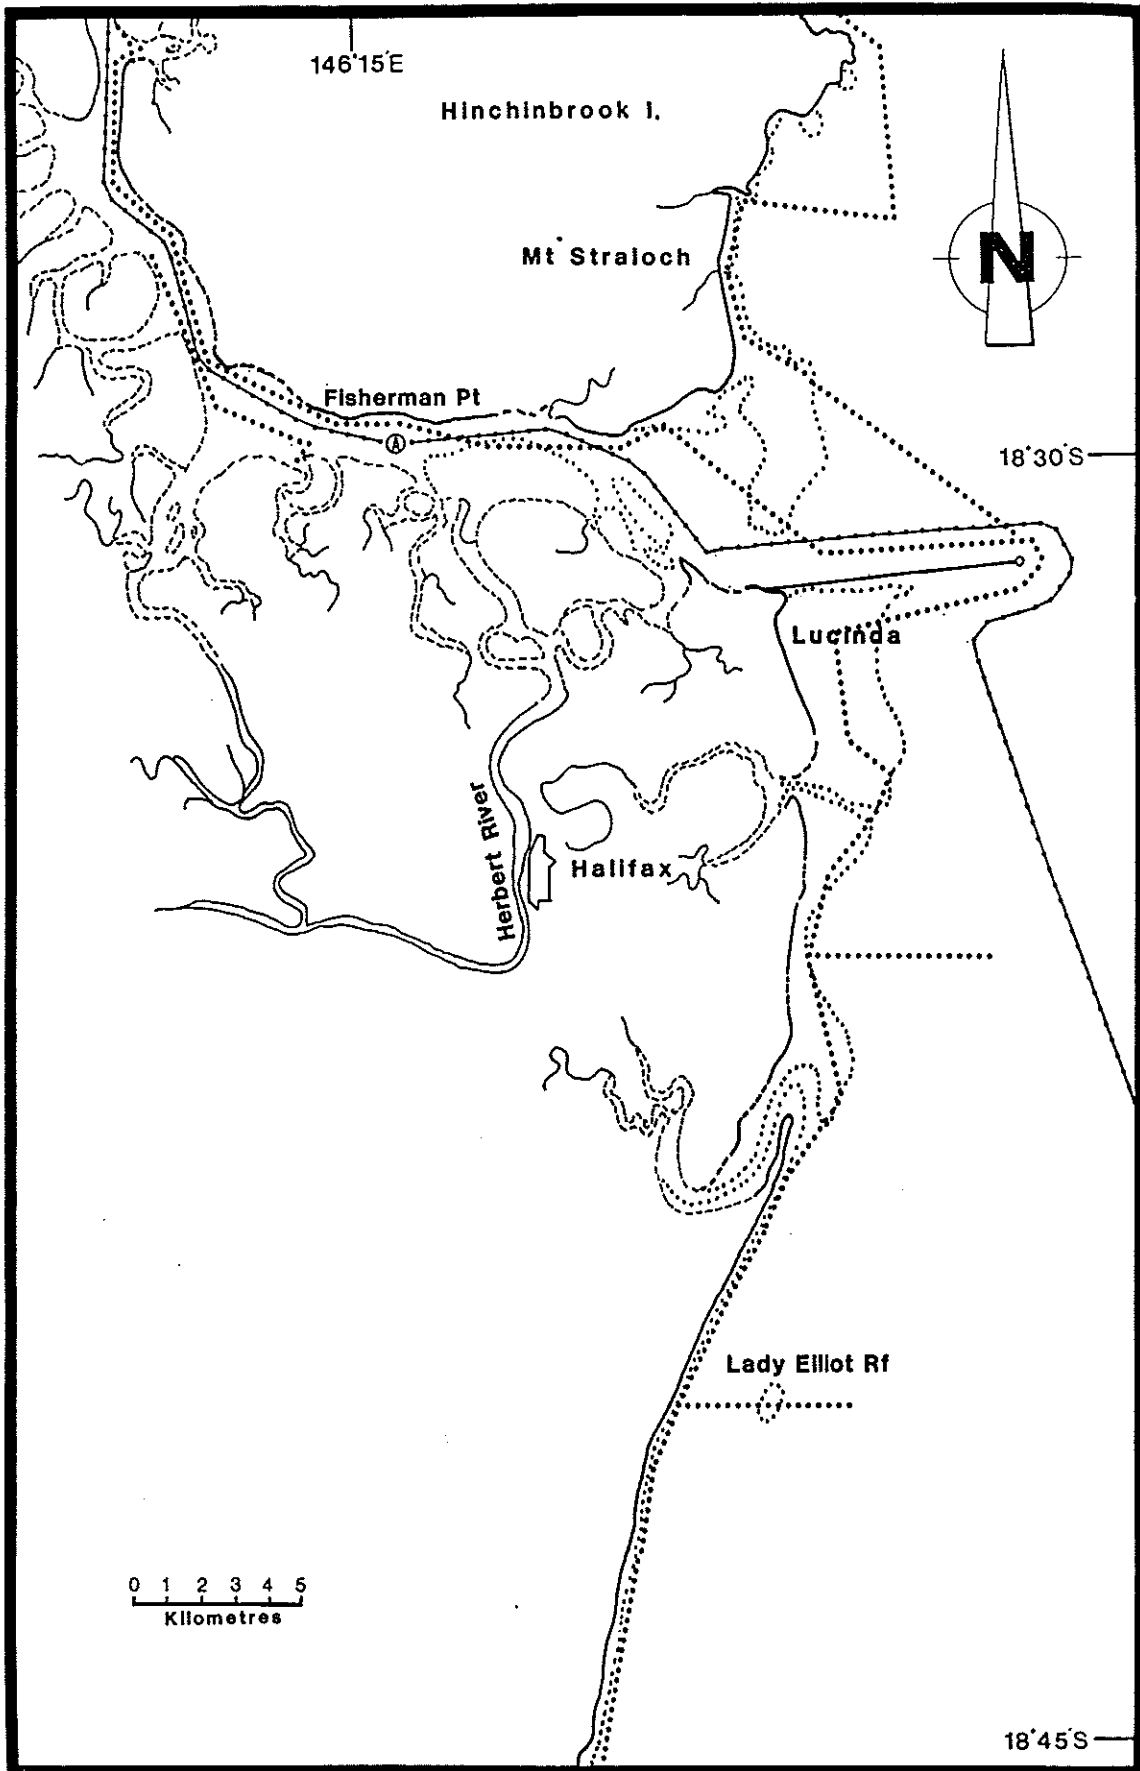 146°15'E
Hinchinbrook I.
Mt Straloch
N
Fisherman Pt
A
18°30'S
Lucinda
Herbert River
Halifax
Lady Elliot Rf
0 1 2 3 4 5
Kilometres
18°45'S